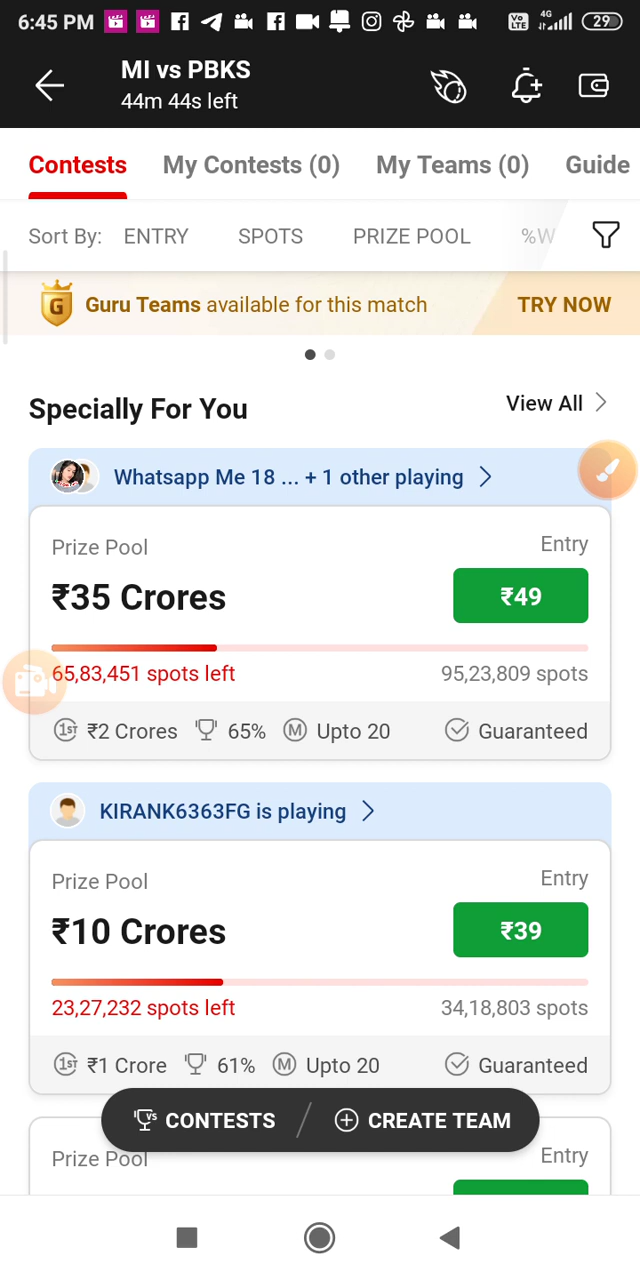 6:45 PM Vo LTE 4G 29
MI vs PBKS
44m 44s left
Contests My Contests (0) My Teams (0) Guide
Sort By: ENTRY SPOTS PRIZE POOL %W
G Guru Teams available for this match TRY NOW
Specially For You View All
Whatsapp Me 18 ... + 1 other playing
Prize Pool Entry
₹35 Crores ₹49
65,83,451 spots left 95,23,809 spots
1ST ₹2 Crores 65% M Upto 20 Guaranteed
KIRANK6363FG is playing
Prize Pool Entry
₹10 Crores ₹39
23,27,232 spots left 34,18,803 spots
1ST ₹1 Crore 61% M Upto 20 Guaranteed
VS CONTESTS CREATE TEAM
Prize Pool Entry